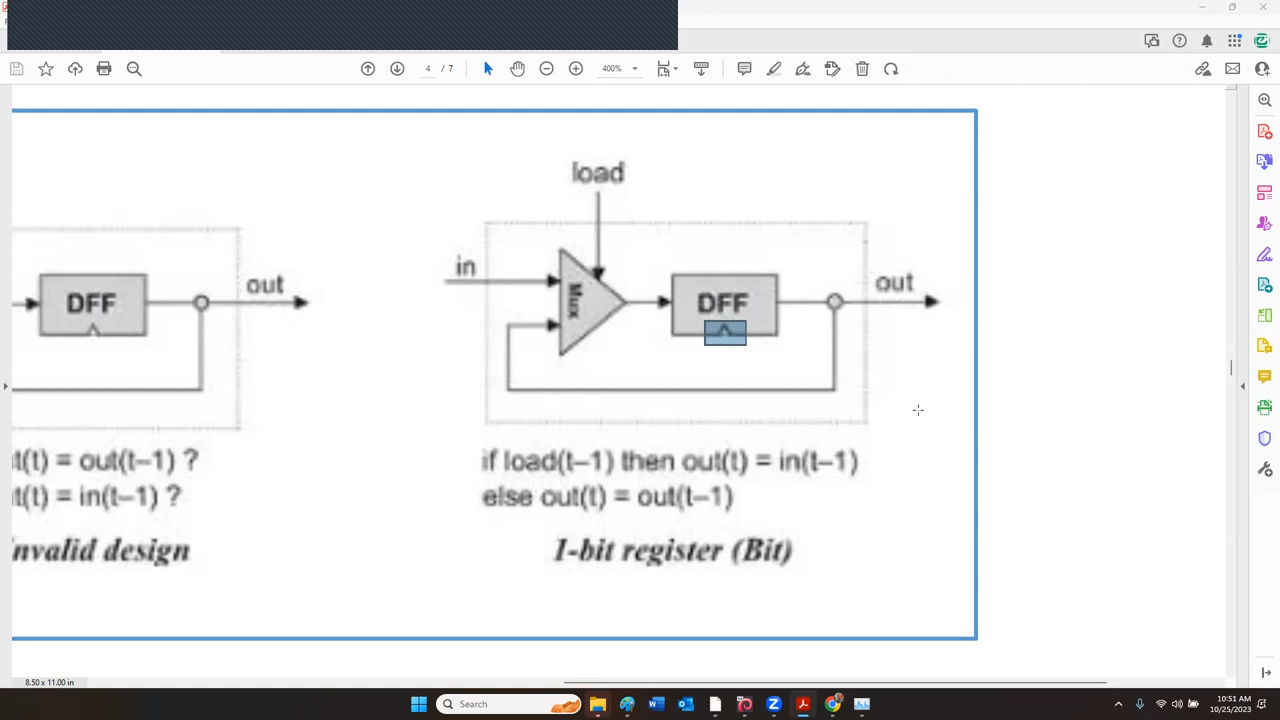 4 / 7
400%
load
in
Mux
DFF
out
DFF
out
t(t) = out(t–1) ?
t(t) = in(t–1) ?
nvalid design
if load(t–1) then out(t) = in(t–1)
else out(t) = out(t–1)
1-bit register (Bit)
8.50 x 11.00 in
Search
10:51 AM
10/25/2023